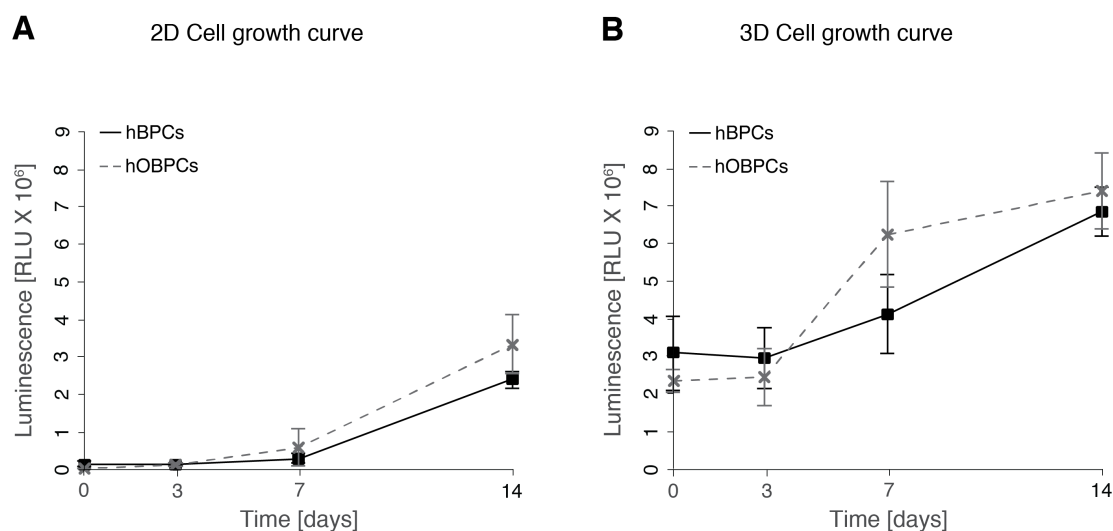 A
2D Cell growth curve
Luminescence [RLU X 10⁶]
9
8
7
6
5
4
3
2
1
0
hBPCs
hOBPCs
0 3 7 14
Time [days]
B
3D Cell growth curve
Luminescence [RLU X 10⁶]
9
8
7
6
5
4
3
2
1
0
hBPCs
hOBPCs
0 3 7 14
Time [days]